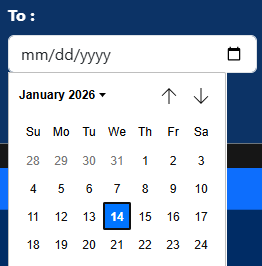 To :
mm/dd/yyyy
January 2026
Su Mo Tu We Th Fr Sa
28 29 30 31 1 2 3
4 5 6 7 8 9 10
11 12 13 14 15 16 17
18 19 20 21 22 23 24